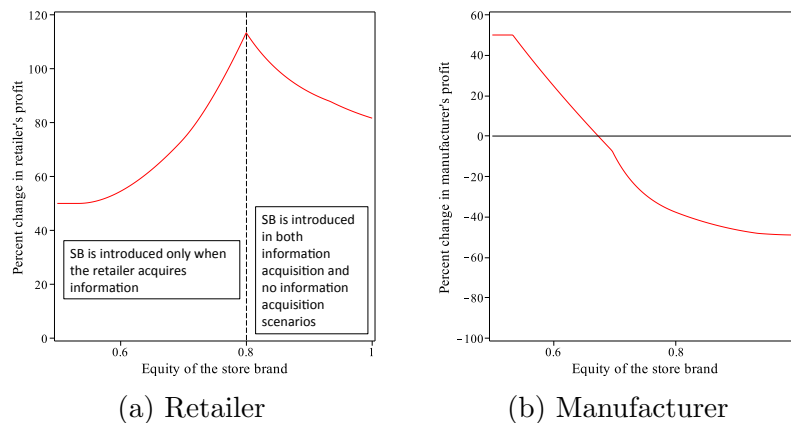 120
100
80
60
40
20
0
Percent change in retailer's profit
SB is introduced only when
the retailer acquires
information
SB is introduced
in both
information
acquisition and
no information
acquisition
scenarios
0.6
0.8
1
Equity of the store brand
(a) Retailer
60
40
20
0
−20
−40
−60
−80
−100
Percent change in manufacturer's profit
0.6
0.8
Equity of the store brand
(b) Manufacturer